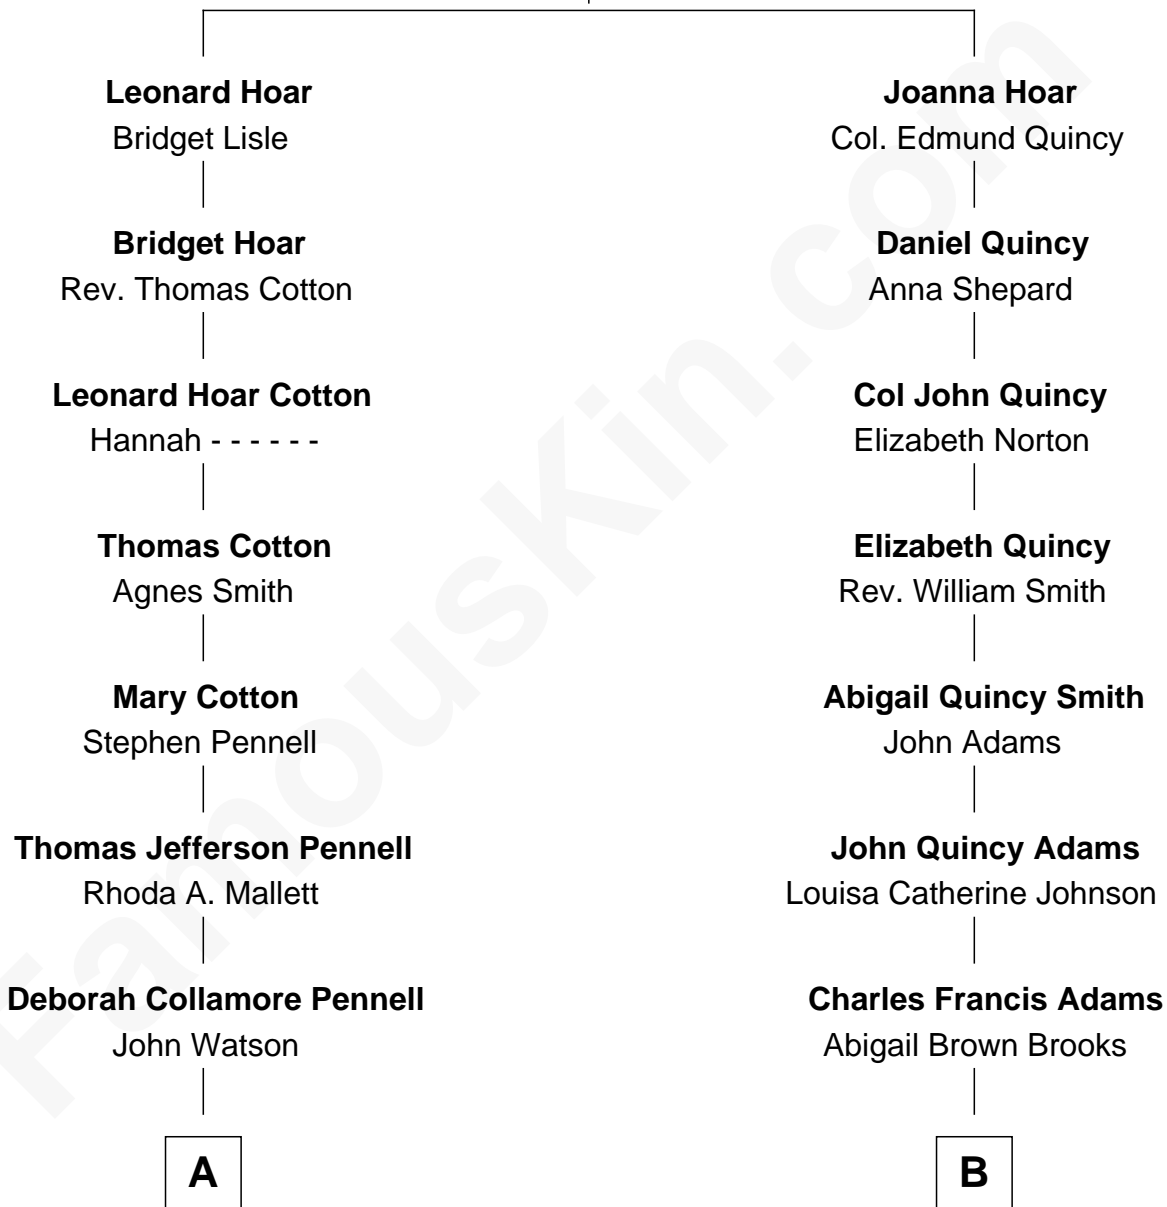 Leonard Hoar
Bridget Lisle
Bridget Hoar
Rev. Thomas Cotton
Leonard Hoar Cotton
Hannah - - - - - -
Thomas Cotton
Agnes Smith
Mary Cotton
Stephen Pennell
Thomas Jefferson Pennell
Rhoda A. Mallett
Deborah Collamore Pennell
John Watson
A
Joanna Hoar
Col. Edmund Quincy
Daniel Quincy
Anna Shepard
Col John Quincy
Elizabeth Norton
Elizabeth Quincy
Rev. William Smith
Abigail Quincy Smith
John Adams
John Quincy Adams
Louisa Catherine Johnson
Charles Francis Adams
Abigail Brown Brooks
B
FamousKin.com